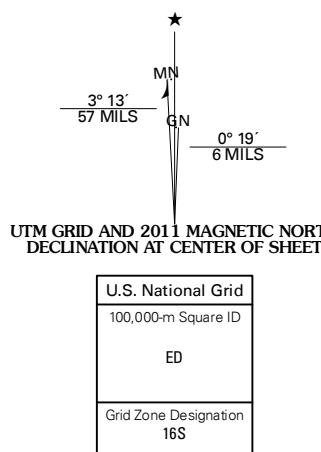 ★
MN
3° 13´
57 MILS
GN
0° 19´
6 MILS
UTM GRID AND 2011 MAGNETIC NORT
DECLINATION AT CENTER OF SHEET
U.S. National Grid
100,000-m Square ID
ED
Grid Zone Designation
16S